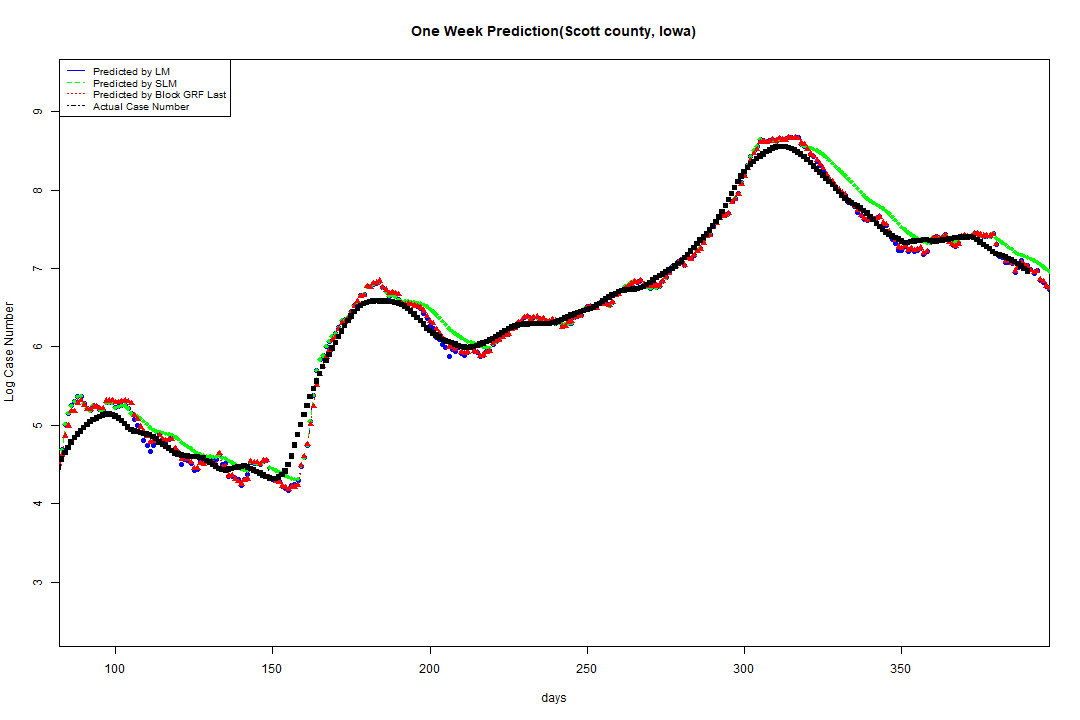 One Week Prediction(Scott county, Iowa)
Predicted by LM
Predicted by SLM
Predicted by Block GRF Last
Actual Case Number
9
8
7
6
5
4
3
Log Case Number
100 150 200 250 300 350
days